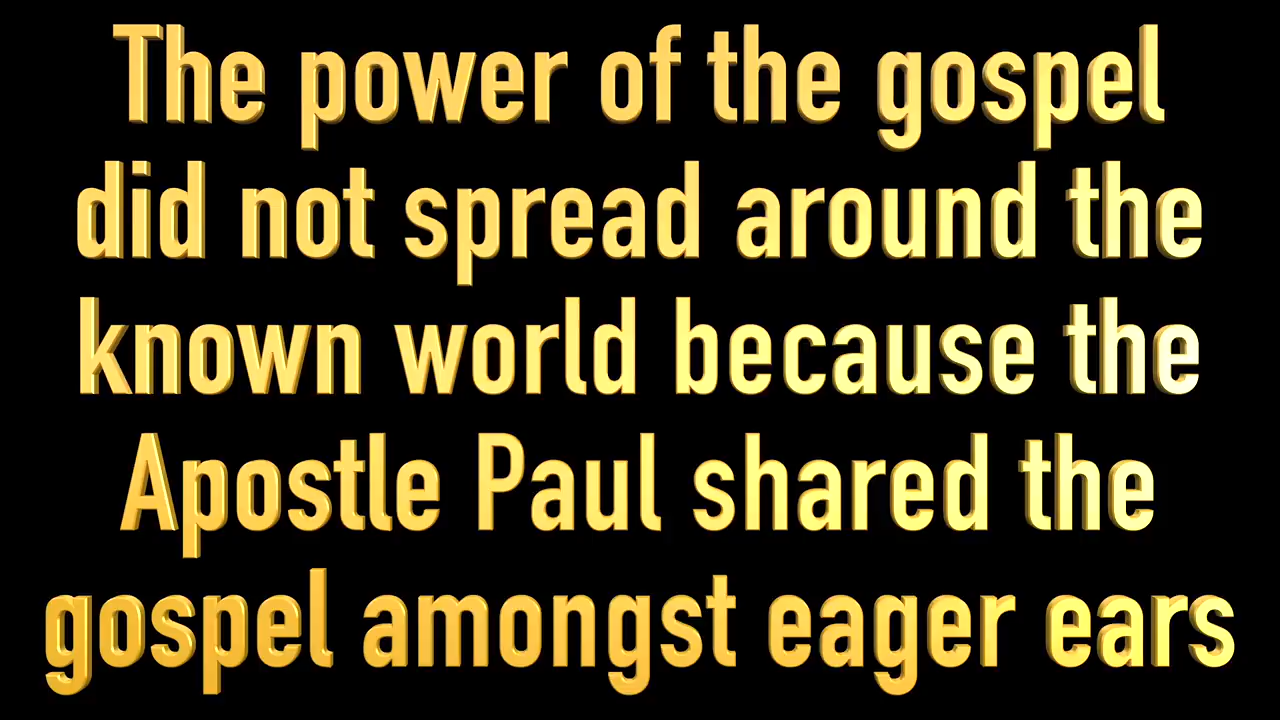 The power of the gospel
did not spread around the
known world because the
Apostle Paul shared the
gospel amongst eager ears